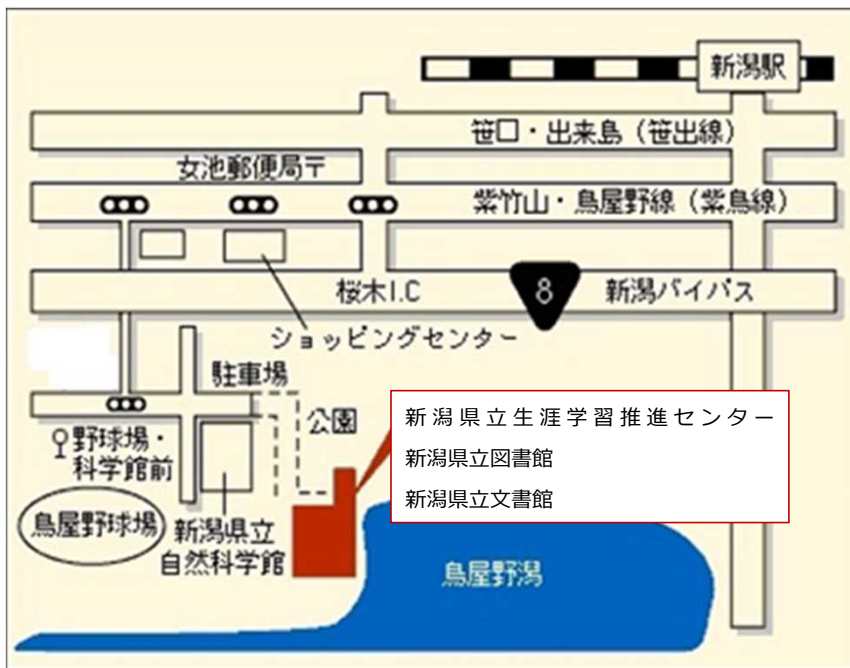 新潟駅
笹口・出来島（笹出線）
女池郵便局〒
紫竹山・鳥屋野線（紫鳥線）
桜木I.C
8
新潟バイパス
ショッピングセンター
駐車場
公園
新潟県立生涯学習推進センター
新潟県立図書館
新潟県立文書館
野球場・
科学館前
鳥屋野球場
新潟県立
自然科学館
鳥屋野潟